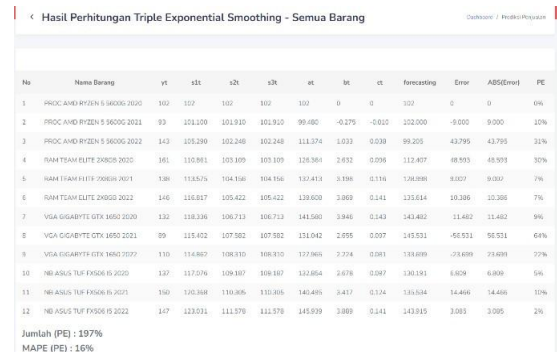 < Hasil Perhitungan Triple Exponential Smoothing - Semua Barang
Dashboard / Prediksi Penjualan
No Nama Barang yt s1t s2t s3t at bt ct forecasting Error ABS(Error) PE
1 PROC AMD RYZEN 5 5600G 2020 102 102 102 102 102 0 0 102 0 0 0%
2 PROC AMD RYZEN 5 5600G 2021 93 101.100 101.910 101.910 99.480 -0.275 -0.010 102.000 -9.000 9.000 10%
3 PROC AMD RYZEN 5 5600G 2022 143 105.290 102.248 102.248 111.374 1.033 0.030 99.205 43.795 43.795 31%
4 RAM TEAM ELITE 2X8GB 2020 161 110.861 103.109 103.109 126.364 2.632 0.096 112.407 48.593 48.593 30%
5 RAM TEAM ELITE 2X8GB 2021 138 113.575 104.156 104.156 132.413 3.196 0.116 128.998 9.002 9.002 7%
6 RAM TEAM ELITE 2X8GB 2022 146 116.817 105.422 105.422 139.608 3.869 0.141 135.614 10.386 10.386 7%
7 VGA GIGABYTE GTX 1650 2020 132 118.336 106.713 106.713 141.580 3.946 0.143 143.482 -11.482 11.482 9%
8 VGA GIGABYTE GTX 1650 2021 89 115.402 107.582 107.582 131.042 2.655 0.097 145.531 -56.531 56.531 64%
9 VGA GIGABYTE GTX 1650 2022 110 114.862 108.310 108.310 127.966 2.224 0.081 133.699 -23.699 23.699 22%
10 NB ASUS TUF FX506 I5 2020 137 117.076 109.187 109.187 132.854 2.678 0.097 130.191 6.809 6.809 5%
11 NB ASUS TUF FX506 I5 2021 150 120.368 110.305 110.305 140.495 3.417 0.124 135.534 14.466 14.466 10%
12 NB ASUS TUF FX506 I5 2022 147 123.031 111.578 111.578 145.939 3.889 0.141 143.915 3.085 3.085 2%
Jumlah (PE) : 197%
MAPE (PE) : 16%